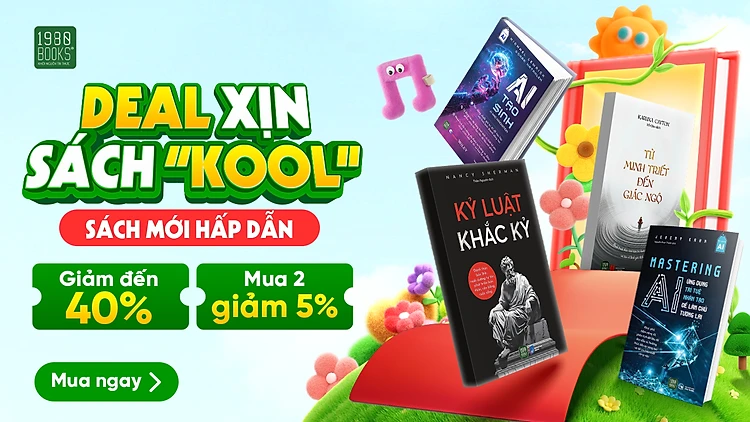 1980
BOOKS
DEAL XỊN
SÁCH "KOOL"
SÁCH MỚI HẤP DẪN
Giảm đến
40%
Mua 2
giảm 5%
Mua ngay
AI
TẠO
SINH
NANCY SHERMAN
KỶ LUẬT
KHẮC KỶ
TỪ
MINH TRIẾT
ĐẾN
GIÁC NGỘ
JEREMY KAHN
MASTERING
AI
ỨNG DỤNG
TRÍ TUỆ
NHÂN TẠO
ĐỂ LÀM CHỦ
TƯƠNG LAI